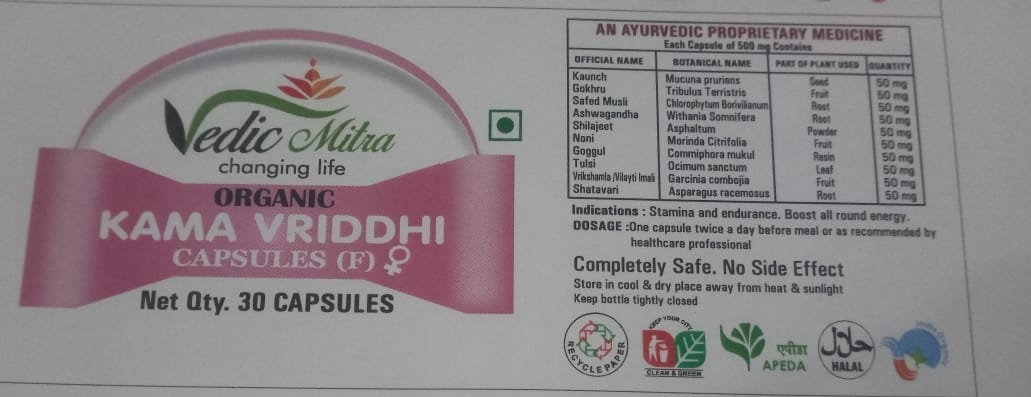 Vedic Mitra
changing life
ORGANIC
KAMA VRIDDHI
CAPSULES (F)
Net Qty. 30 CAPSULES
AN AYURVEDIC PROPRIETARY MEDICINE
Each Capsule of 500 mg Contains
OFFICIAL NAME BOTANICAL NAME PART OF PLANT USED QUANTITY
Kaunch Mucuna pruriens Seed 50 mg
Gokhru Tribulus Terristris Fruit 50 mg
Safed Musli Chlorophytum Borivilianum Root 50 mg
Ashwagandha Withania Somnifera Root 50 mg
Shilajeet Asphaltum Powder 50 mg
Noni Morinda Citrifolia Fruit 50 mg
Goggul Commiphora mukul Resin 50 mg
Tulsi Ocimum sanctum Leaf 50 mg
Vrikshamla /Vilayti Imali Garcinia combojia Fruit 50 mg
Shatavari Asparagus racemosus Root 50 mg
Indications : Stamina and endurance. Boost all round energy.
DOSAGE :One capsule twice a day before meal or as recommended by
healthcare professional
Completely Safe. No Side Effect
Store in cool & dry place away from heat & sunlight
Keep bottle tightly closed
RECYCLE PAPER
KEEP YOUR CITY
CLEAN & GREEN
एपीडा
APEDA
حلال
HALAL
India Organic